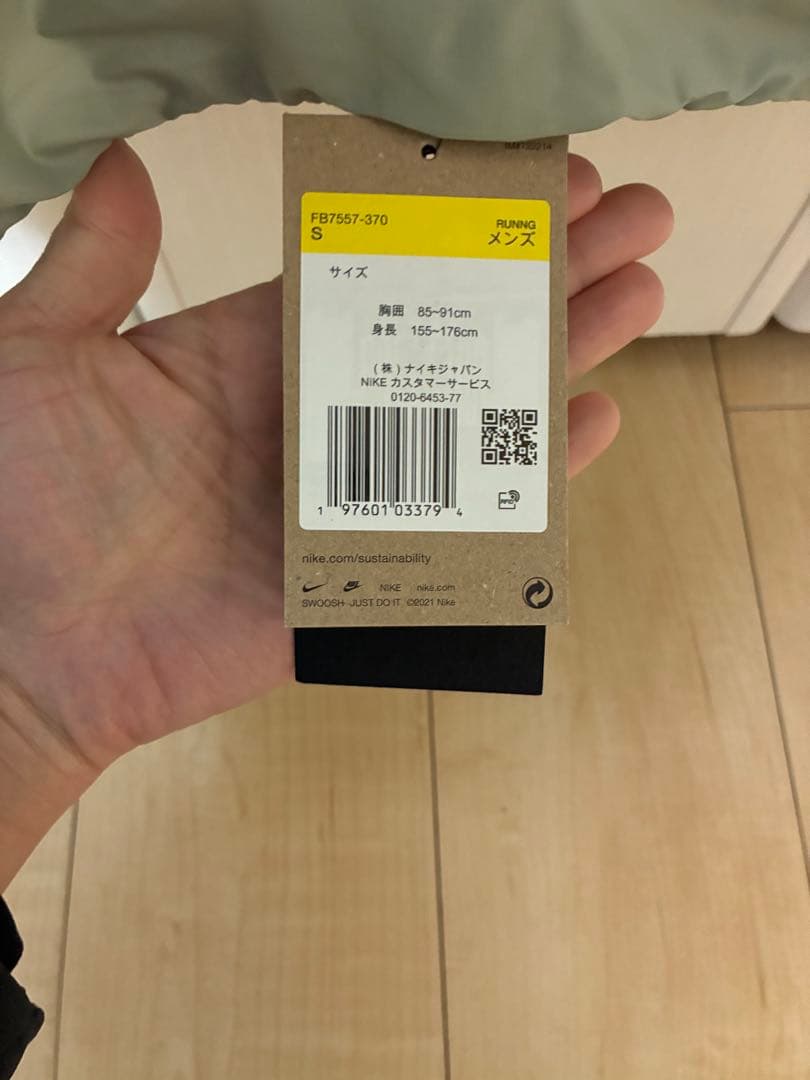 FB7557-370
S
RUNNG
メンズ
サイズ
胸囲 85~91cm
身長 155~176cm
(株)ナイキジャパン
NIKE カスタマーサービス
0120-6453-77
1 97601 03379 4
RFID
nike.com/sustainability
NIKE nike.com
SWOOSH JUST DO IT ©2021 Nike